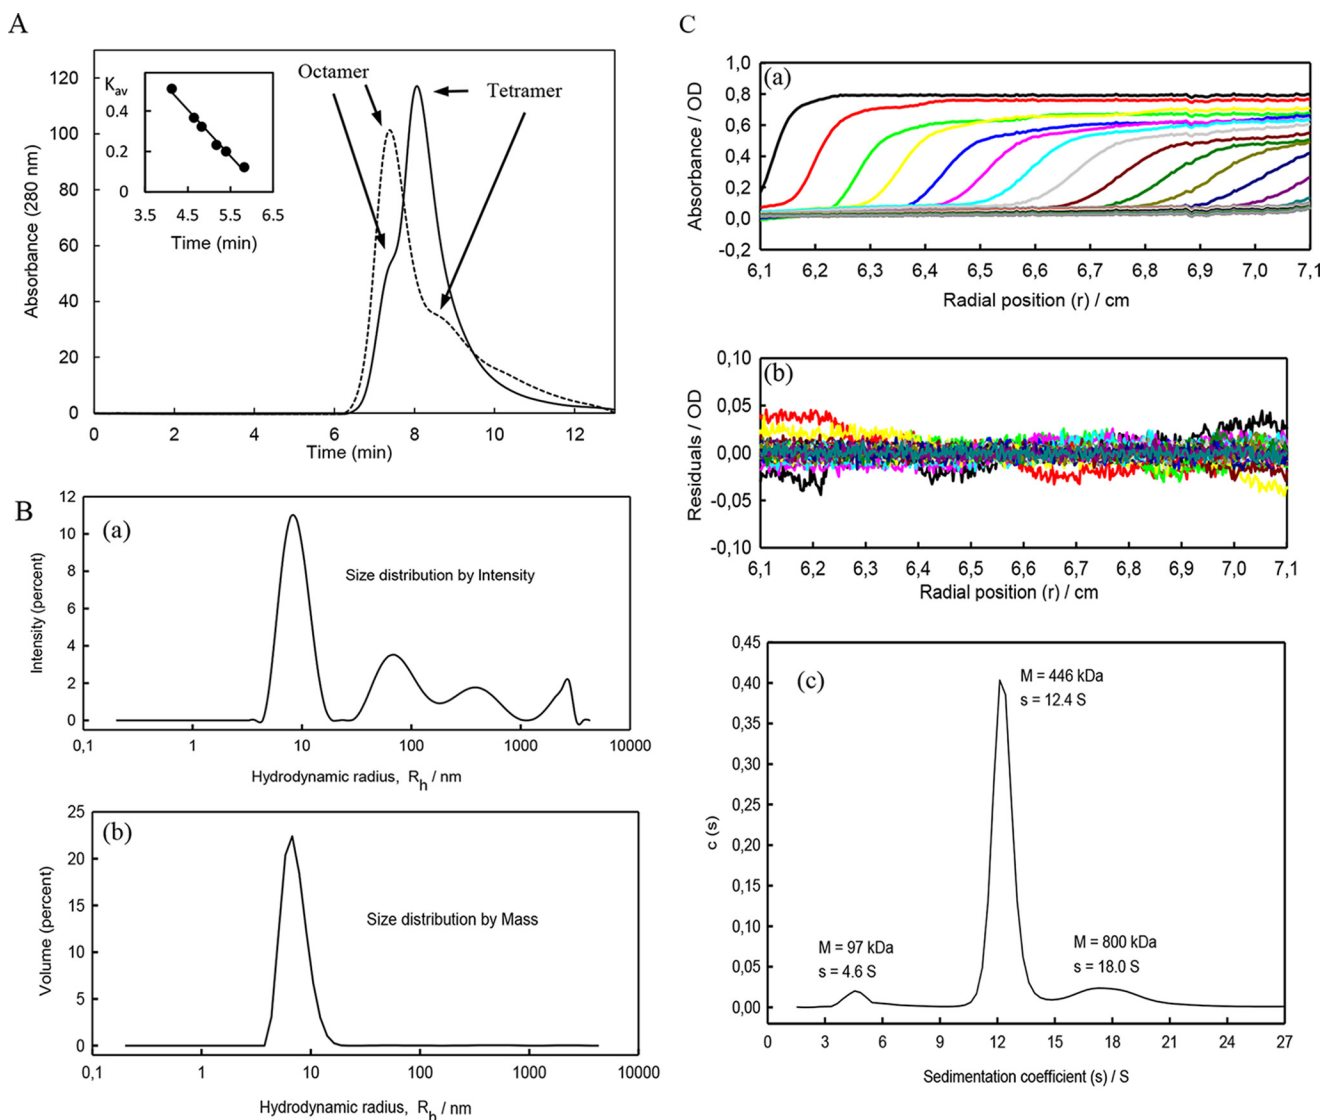 A
Absorbance (280 nm)
120
100
80
60
40
20
0
0 2 4 6 8 10 12
Time (min)
Octamer
Tetramer
K_av
0.4
0.2
0
3.5 4.5 5.5 6.5
Time (min)
B
(a)
Intensity (percent)
12
10
8
6
4
2
0
Size distribution by Intensity
0,1 1 10 100 1000 10000
Hydrodynamic radius, R_h / nm
(b)
Volume (percent)
25
20
15
10
5
0
Size distribution by Mass
0,1 1 10 100 1000 10000
Hydrodynamic radius, R_h / nm
C
(a)
Absorbance / OD
1,0
0,8
0,6
0,4
0,2
0,0
-0,2
6,1 6,2 6,3 6,4 6,5 6,6 6,7 6,8 6,9 7,0 7,1
Radial position (r) / cm
(b)
Residuals / OD
0,10
0,05
0,00
-0,05
-0,10
6,1 6,2 6,3 6,4 6,5 6,6 6,7 6,8 6,9 7,0 7,1
Radial position (r) / cm
(c)
c (s)
0,45
0,40
0,35
0,30
0,25
0,20
0,15
0,10
0,05
0,00
M = 446 kDa
s = 12.4 S
M = 97 kDa
s = 4.6 S
M = 800 kDa
s = 18.0 S
0 3 6 9 12 15 18 21 24 27
Sedimentation coefficient (s) / S